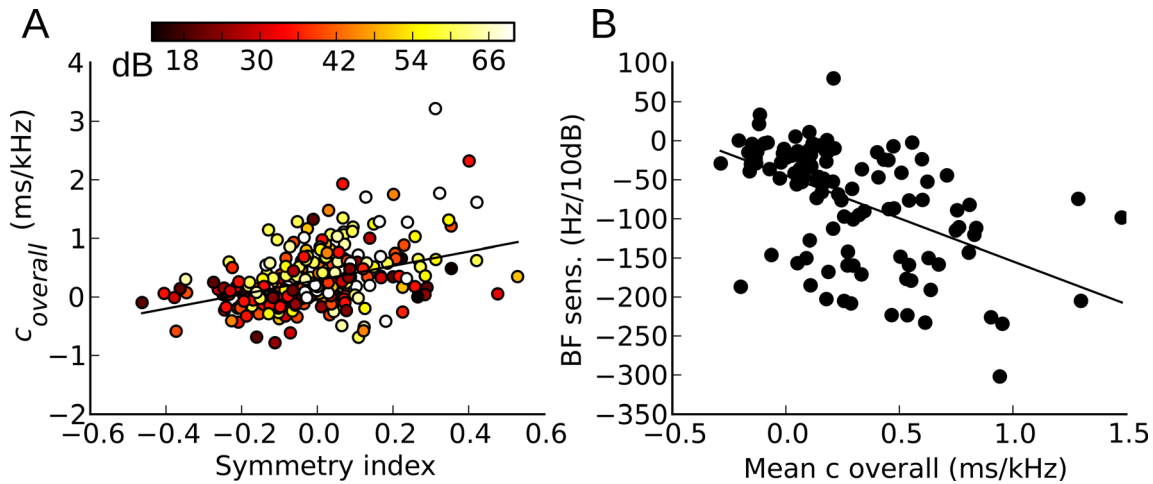 A
dB
18 30 42 54 66
c overall (ms/kHz)
4
3
2
1
0
−1
−2
−0.6 −0.4 −0.2 0.0 0.2 0.4 0.6
Symmetry index
B
BF sens. (Hz/10dB)
100
50
0
−50
−100
−150
−200
−250
−300
−350
−0.5 0.0 0.5 1.0 1.5
Mean c overall (ms/kHz)